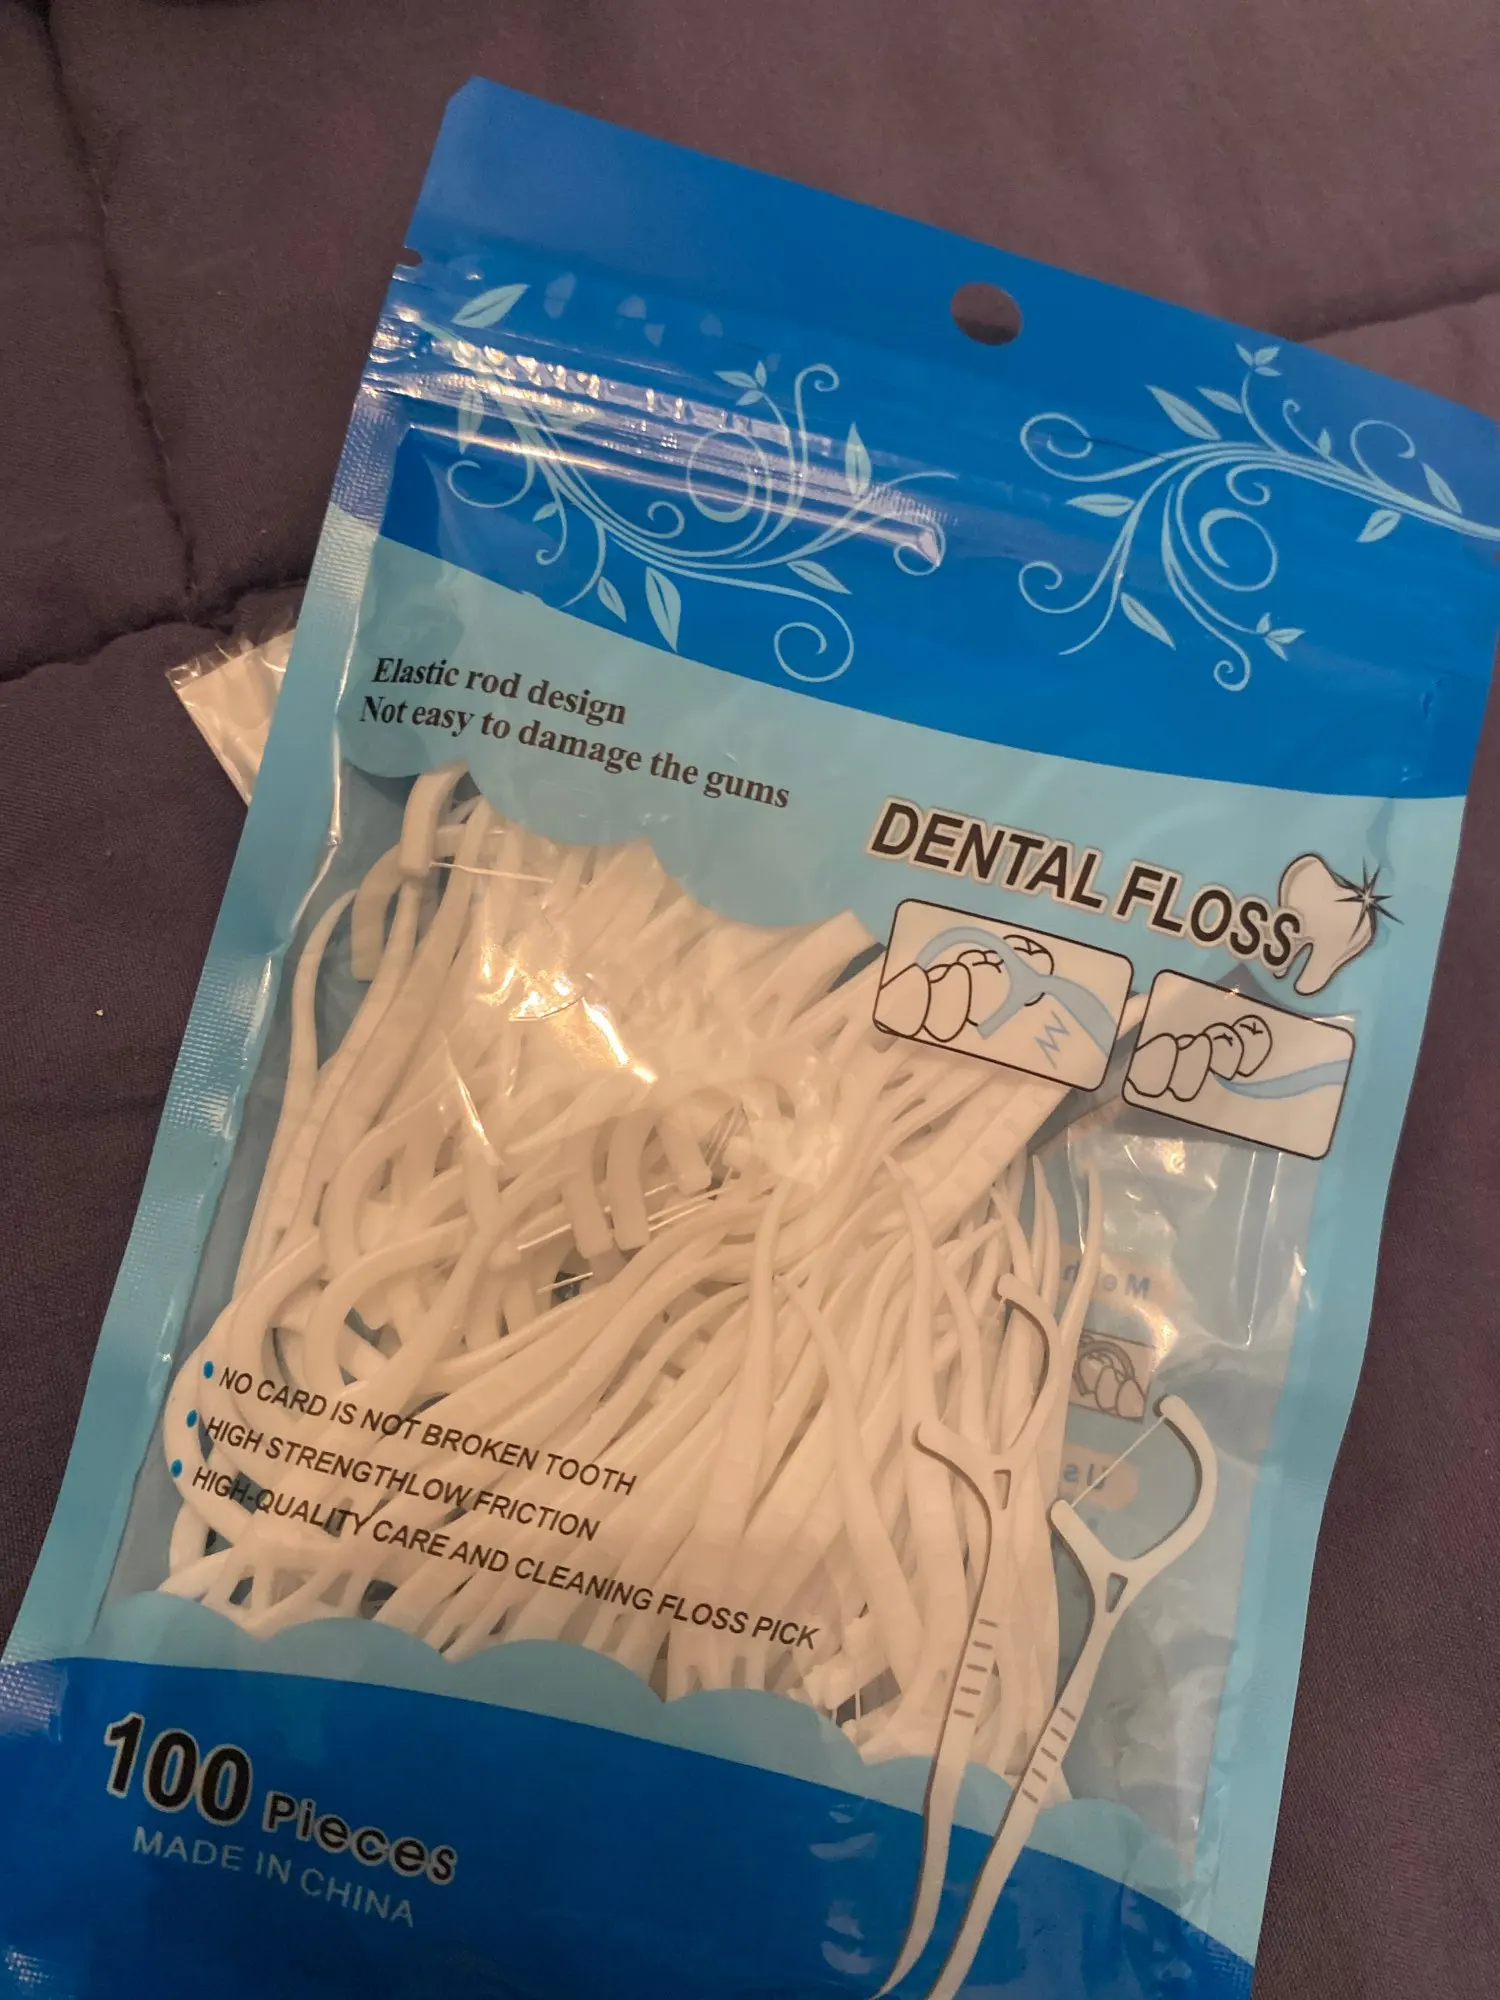 Elastic rod design
Not easy to damage the gums
DENTAL FLOSS
NO CARD IS NOT BROKEN TOOTH
HIGH STRENGTHLOW FRICTION
HIGH-QUALITY CARE AND CLEANING FLOSS PICK
100 Pieces
MADE IN CHINA